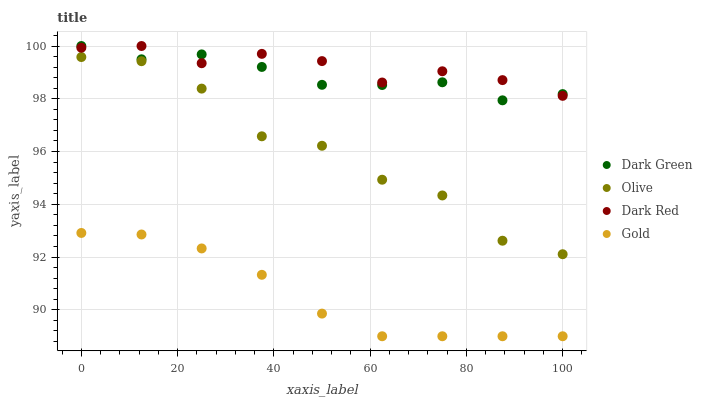 title
100
98
96
94
92
90
yaxis_label
0
20
40
60
80
100
xaxis_label
Dark Green
Olive
Dark Red
Gold